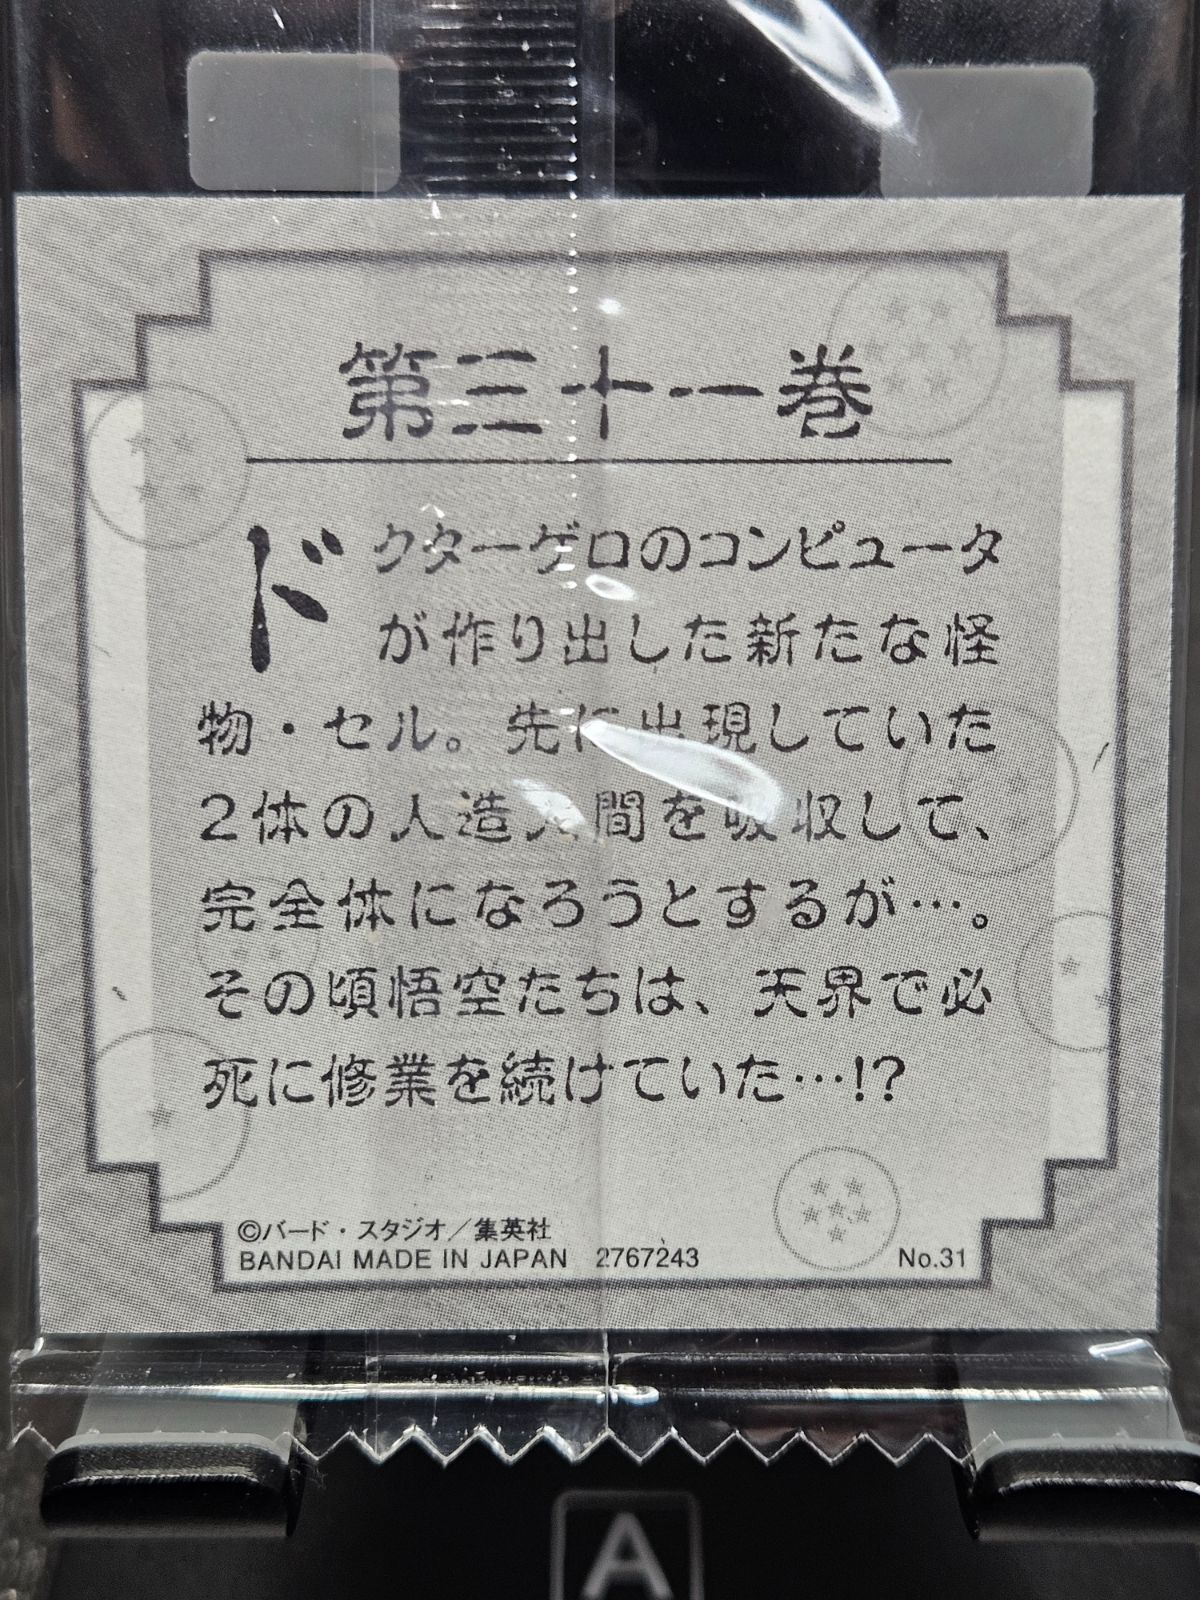 第三十一巻
ドクターゲロのコンピュータ
が作り出した新たな怪
物・セル。先に出現していた
2体の人造人間を吸収して、
完全体になろうとするが…。
その頃悟空たちは、天界で必
死に修業を続けていた…!?
©バード・スタジオ／集英社
BANDAI MADE IN JAPAN 2767243
No.31
A